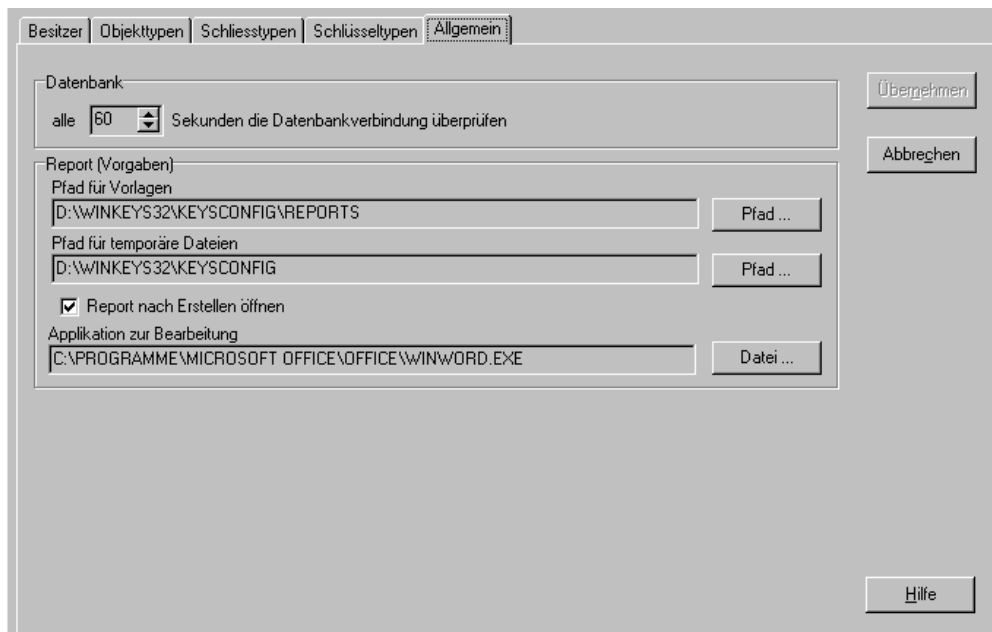 Besitzer Objekttypen Schliesstypen Schlüsseltypen Allgemein
Datenbank
alle 60 Sekunden die Datenbankverbindung überprüfen
Übernehmen
Abbrechen
Report (Vorgaben)
Pfad für Vorlagen
D:\WINKEYS32\KEYSCONFIG\REPORTS Pfad ...
Pfad für temporäre Dateien
D:\WINKEYS32\KEYSCONFIG Pfad ...
Report nach Erstellen öffnen
Applikation zur Bearbeitung
C:\PROGRAMME\MICROSOFT OFFICE\OFFICE\WINWORD.EXE Datei ...
Hilfe